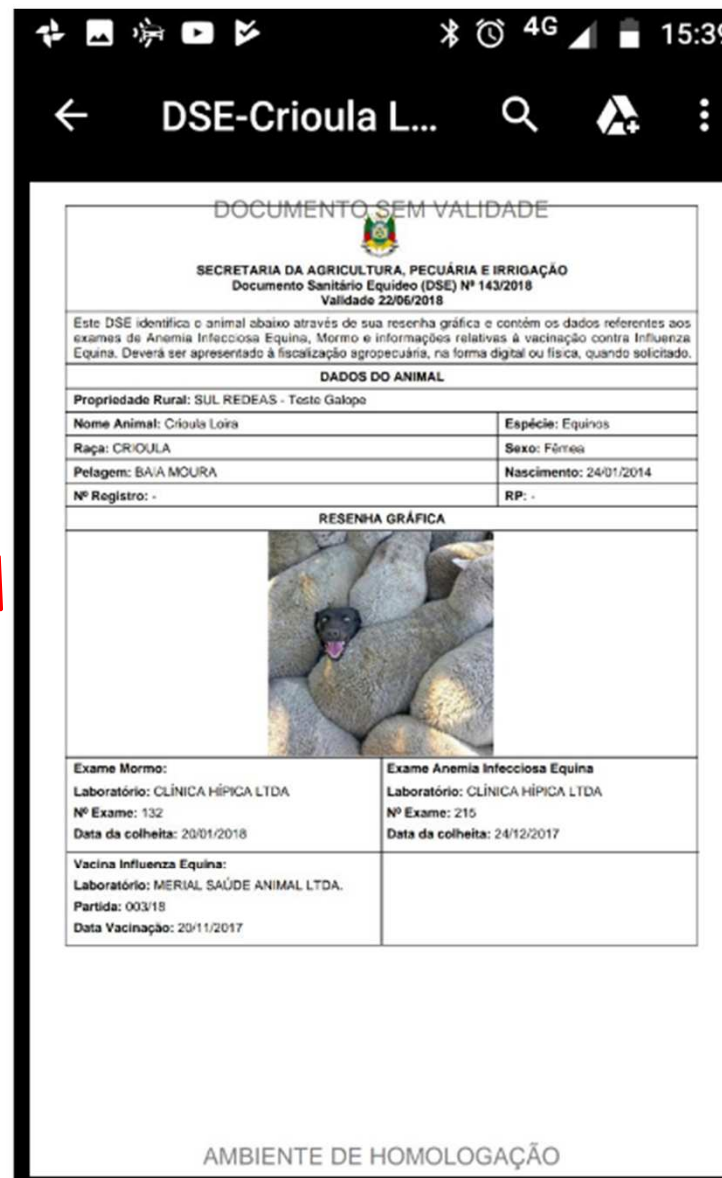 4G 15:39
DSE-Crioula L...
DOCUMENTO SEM VALIDADE
SECRETARIA DA AGRICULTURA, PECUÁRIA E IRRIGAÇÃO
Documento Sanitário Equídeo (DSE) Nº 143/2018
Validade 22/06/2018
Este DSE identifica o animal abaixo através de sua resenha gráfica e contém os dados referentes aos
exames de Anemia Infecciosa Equina, Mormo e informações relativas à vacinação contra Influenza
Equina. Deverá ser apresentado à fiscalização agropecuária, na forma digital ou física, quando solicitado.
DADOS DO ANIMAL
Propriedade Rural: SUL REDEAS - Teste Galope
Nome Animal: Crioula Loira Espécie: Equinos
Raça: CRIOULA Sexo: Fêmea
Pelagem: BAIA MOURA Nascimento: 24/01/2014
Nº Registro: - RP: -
RESENHA GRÁFICA
Exame Mormo:
Laboratório: CLÍNICA HÍPICA LTDA
Nº Exame: 132
Data da colheita: 20/01/2018
Exame Anemia Infecciosa Equina
Laboratório: CLÍNICA HÍPICA LTDA
Nº Exame: 215
Data da colheita: 24/12/2017
Vacina Influenza Equina:
Laboratório: MERIAL SAÚDE ANIMAL LTDA.
Partida: 003/18
Data Vacinação: 20/11/2017
AMBIENTE DE HOMOLOGAÇÃO